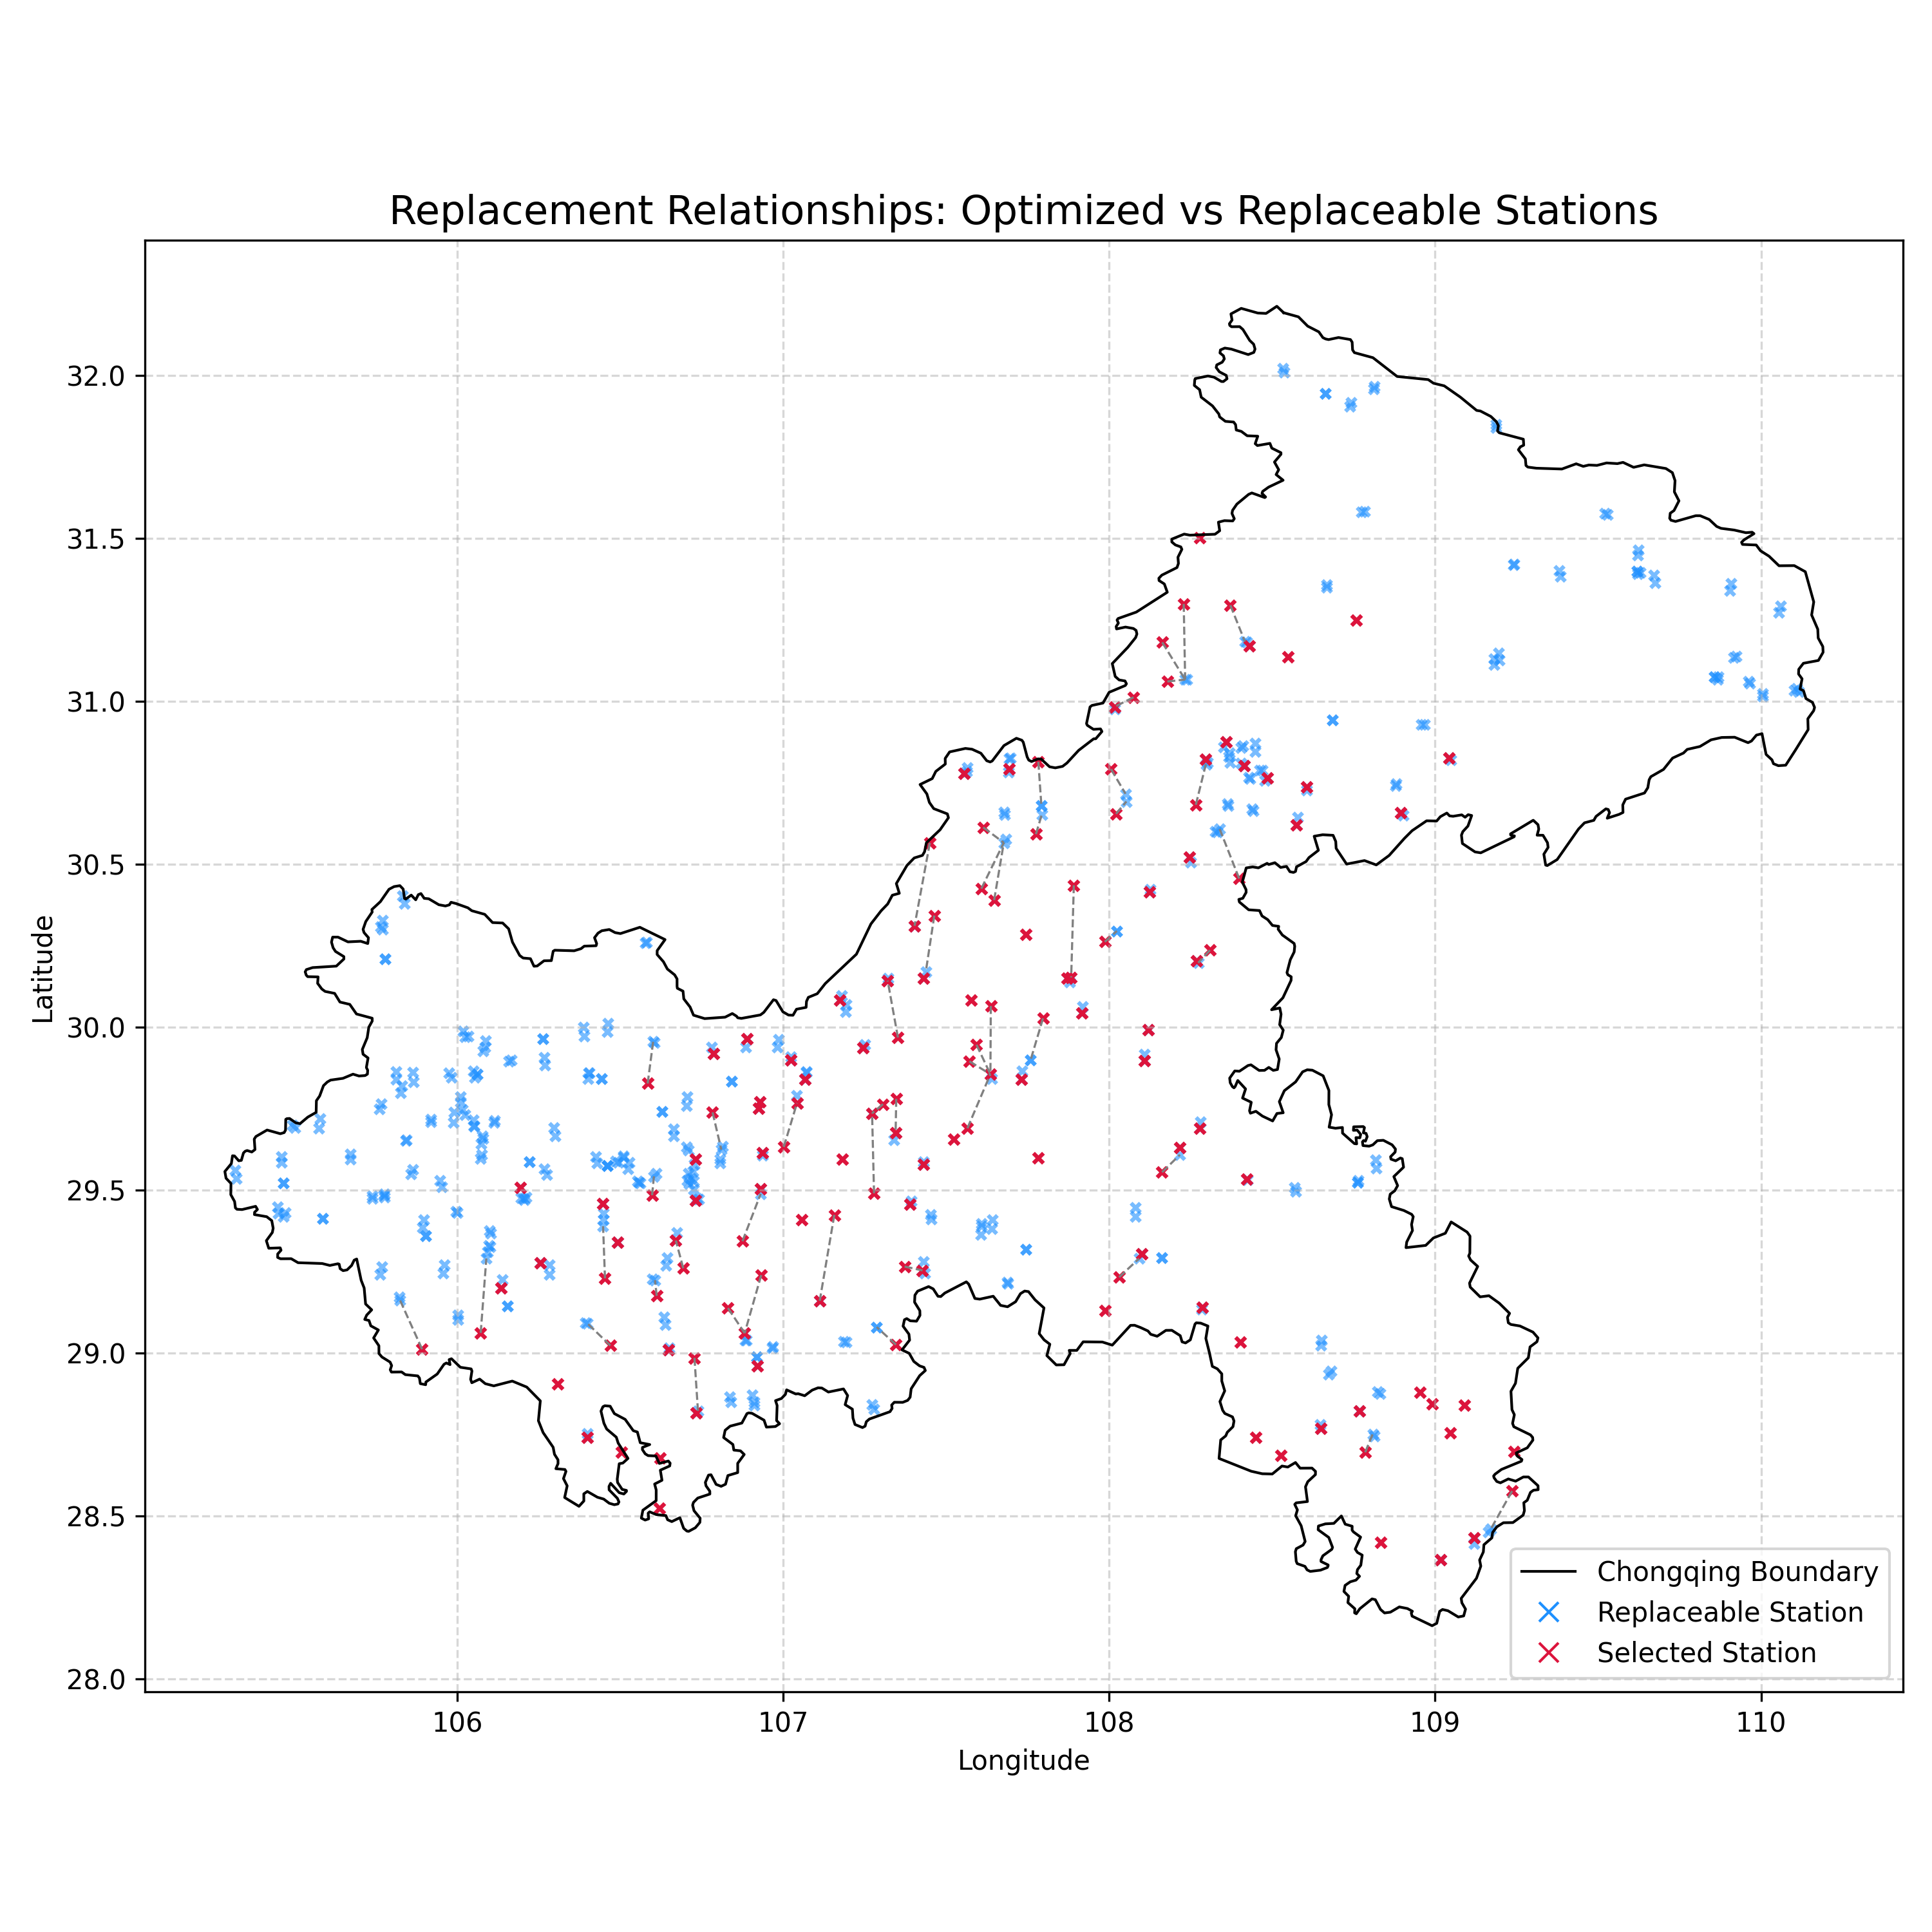 Replacement Relationships: Optimized vs Replaceable Stations
32.0
31.5
31.0
30.5
30.0
29.5
29.0
28.5
28.0
Latitude
106
107
108
109
110
Longitude
Chongqing Boundary
Replaceable Station
Selected Station